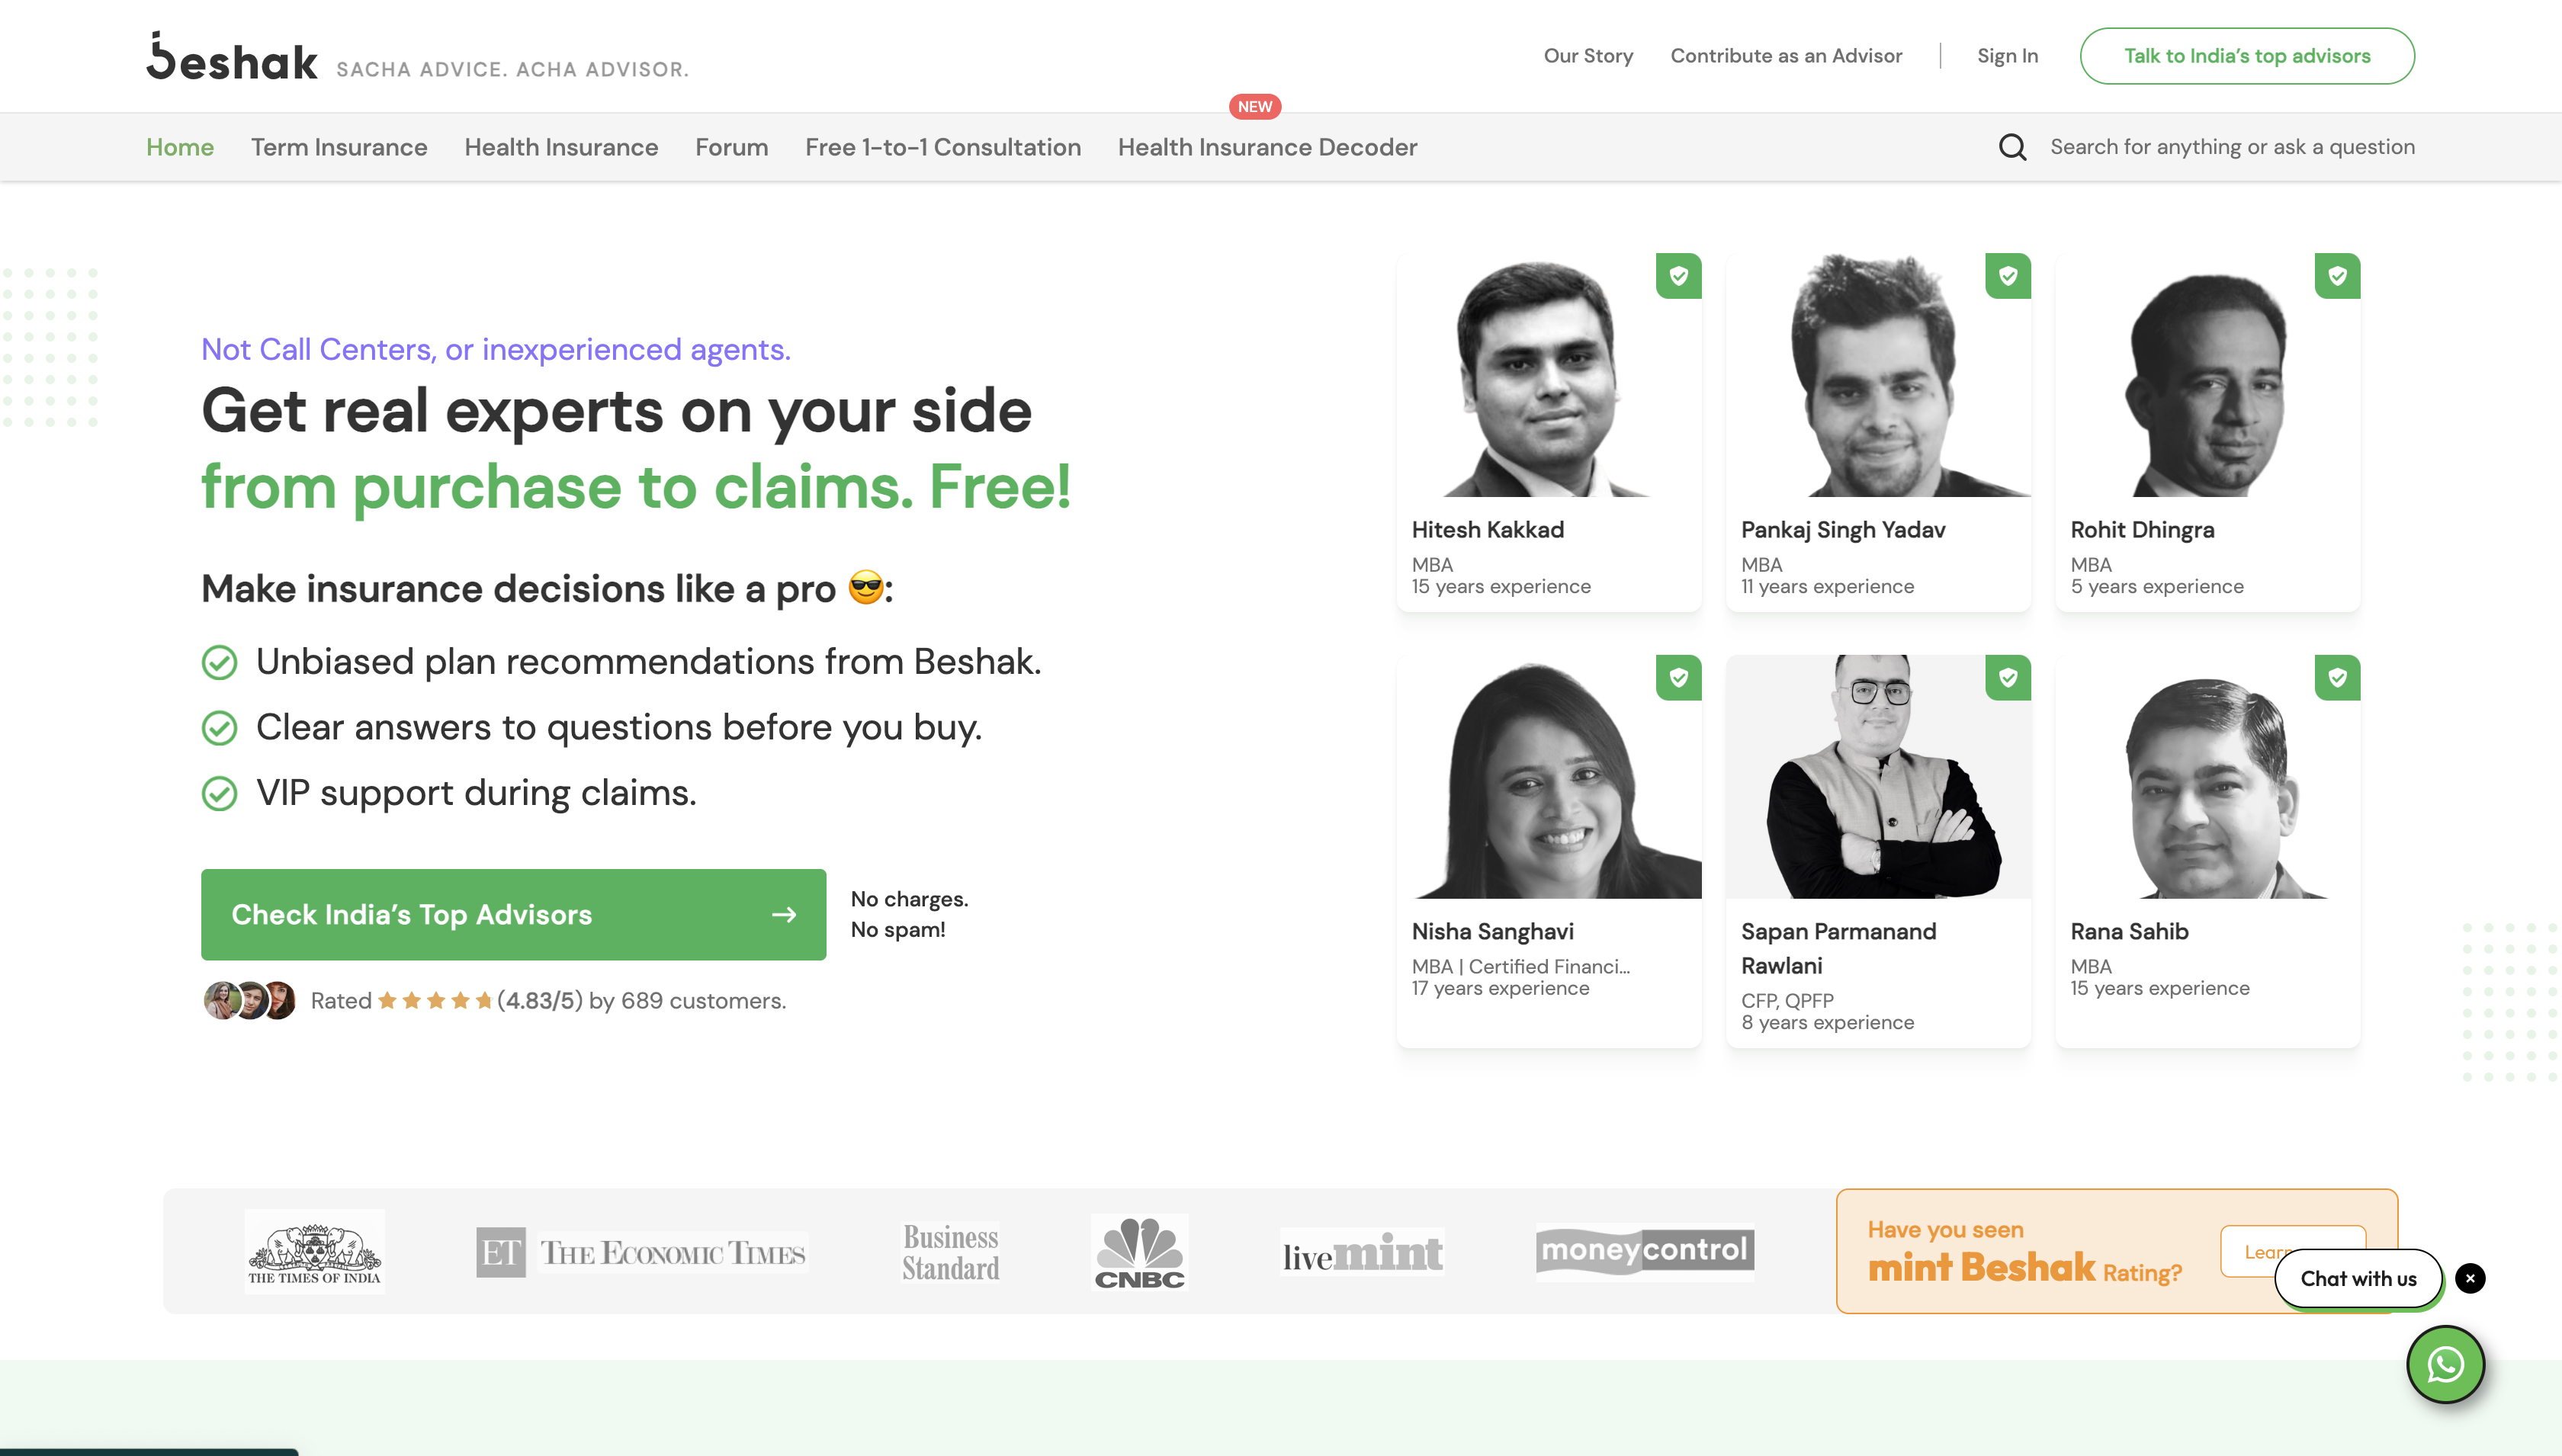 beshak SACHA ADVICE. ACHA ADVISOR.
Our Story
Contribute as an Advisor
Sign In
Talk to India's top advisors
NEW
Home
Term Insurance
Health Insurance
Forum
Free 1-to-1 Consultation
Health Insurance Decoder
Search for anything or ask a question
Not Call Centers, or inexperienced agents.
Get real experts on your side
from purchase to claims. Free!
Make insurance decisions like a pro 😎:
Unbiased plan recommendations from Beshak.
Clear answers to questions before you buy.
VIP support during claims.
Check India's Top Advisors →
No charges.
No spam!
Rated ★★★★★ (4.83/5) by 689 customers.
Hitesh Kakkad
MBA
15 years experience
Pankaj Singh Yadav
MBA
11 years experience
Rohit Dhingra
MBA
5 years experience
Nisha Sanghavi
MBA | Certified Financi...
17 years experience
Sapan Parmanand
Rawlani
CFP, QPFP
8 years experience
Rana Sahib
MBA
15 years experience
THE TIMES OF INDIA
ET THE ECONOMIC TIMES
Business
Standard
CNBC
livemint
moneycontrol
Have you seen
mint Beshak Rating?
Chat with us